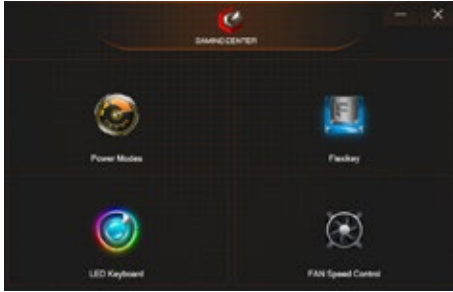 GAMING CENTER
Power Modes
Flexikey
F
LED Keyboard
FAN Speed Control